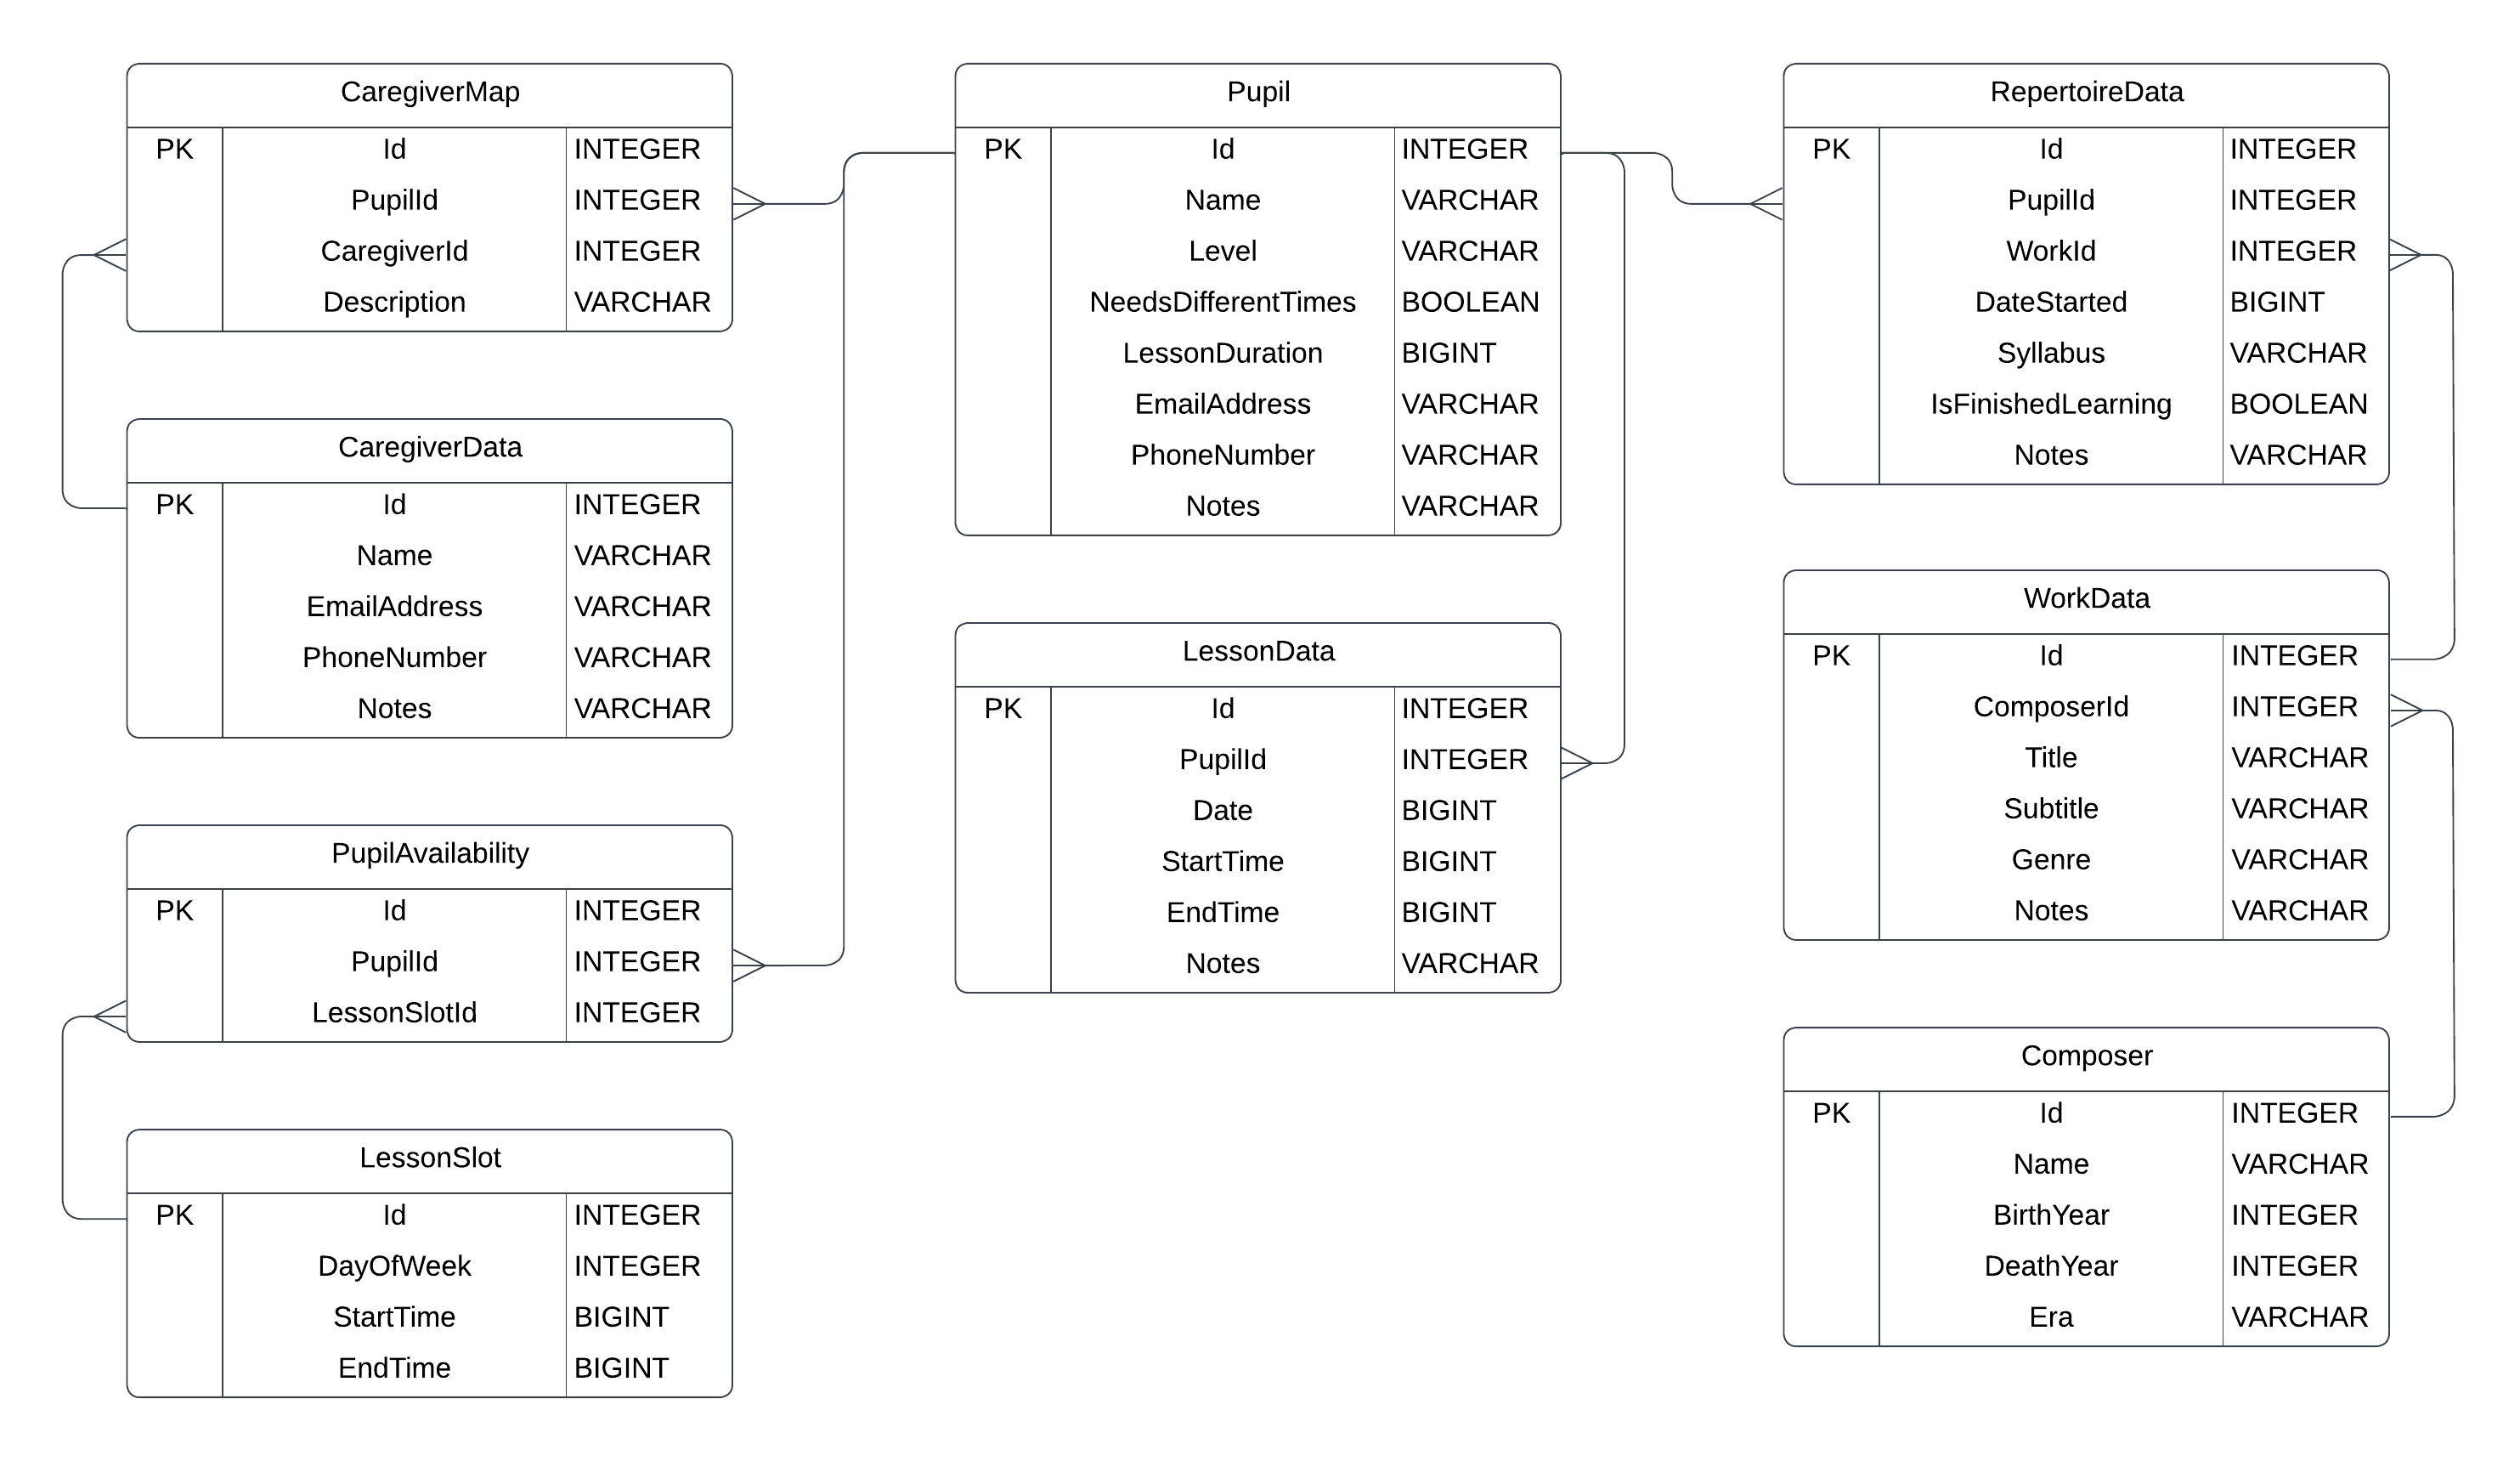 CaregiverMap
PK Id INTEGER
PupilId INTEGER
CaregiverId INTEGER
Description VARCHAR
CaregiverData
PK Id INTEGER
Name VARCHAR
EmailAddress VARCHAR
PhoneNumber VARCHAR
Notes VARCHAR
PupilAvailability
PK Id INTEGER
PupilId INTEGER
LessonSlotId INTEGER
LessonSlot
PK Id INTEGER
DayOfWeek INTEGER
StartTime BIGINT
EndTime BIGINT
Pupil
PK Id INTEGER
Name VARCHAR
Level VARCHAR
NeedsDifferentTimes BOOLEAN
LessonDuration BIGINT
EmailAddress VARCHAR
PhoneNumber VARCHAR
Notes VARCHAR
LessonData
PK Id INTEGER
PupilId INTEGER
Date BIGINT
StartTime BIGINT
EndTime BIGINT
Notes VARCHAR
RepertoireData
PK Id INTEGER
PupilId INTEGER
WorkId INTEGER
DateStarted BIGINT
Syllabus VARCHAR
IsFinishedLearning BOOLEAN
Notes VARCHAR
WorkData
PK Id INTEGER
ComposerId INTEGER
Title VARCHAR
Subtitle VARCHAR
Genre VARCHAR
Notes VARCHAR
Composer
PK Id INTEGER
Name VARCHAR
BirthYear INTEGER
DeathYear INTEGER
Era VARCHAR